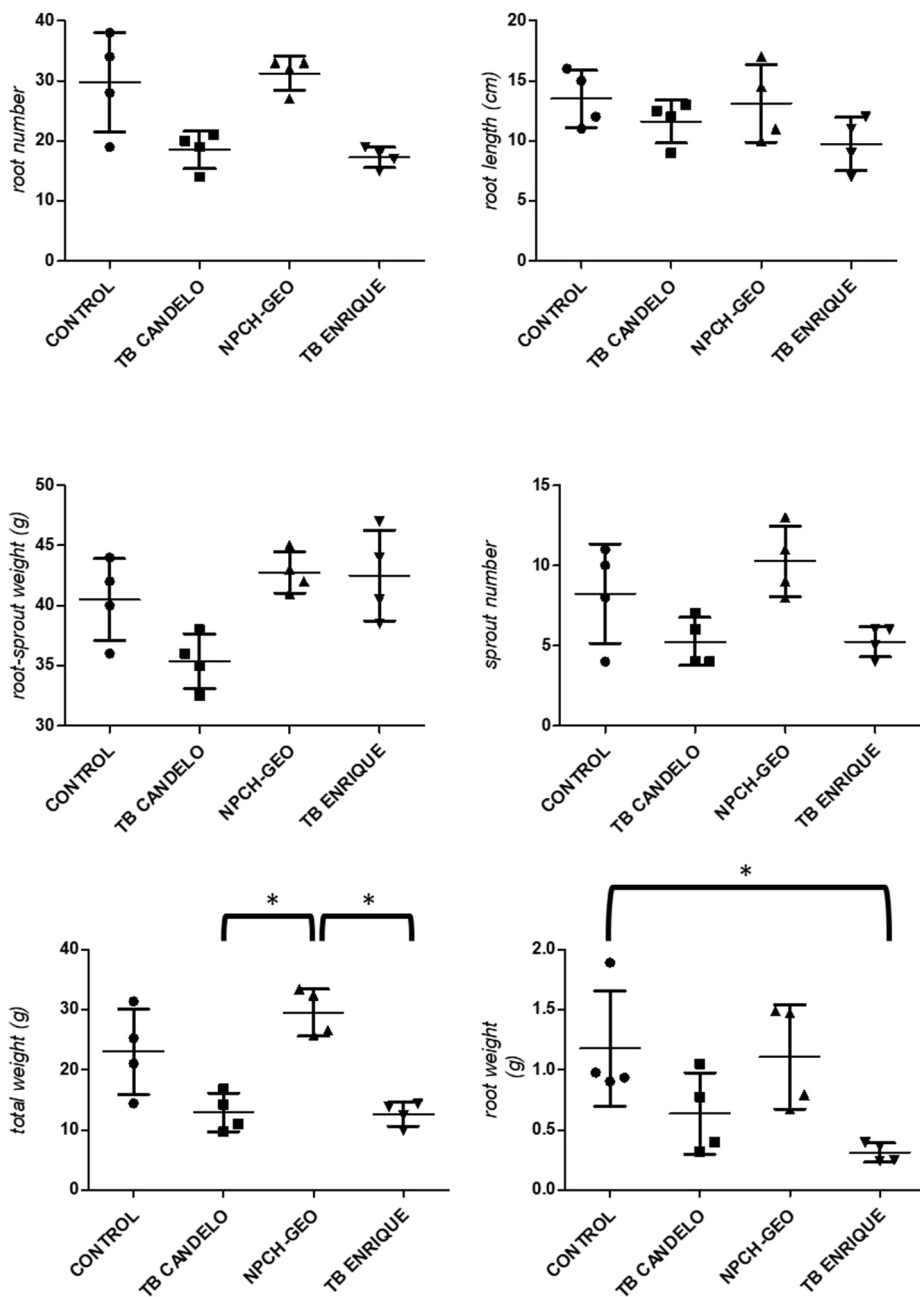 root number
40
30
20
10
0
CONTROL
TB CANDELO
NPCH-GEO
TB ENRIQUE
root length (cm)
20
15
10
5
0
CONTROL
TB CANDELO
NPCH-GEO
TB ENRIQUE
root-sprout weight (g)
50
45
40
35
30
CONTROL
TB CANDELO
NPCH-GEO
TB ENRIQUE
sprout number
15
10
5
0
CONTROL
TB CANDELO
NPCH-GEO
TB ENRIQUE
total weight (g)
* *
40
30
20
10
0
CONTROL
TB CANDELO
NPCH-GEO
TB ENRIQUE
root weight
(g)
*
2.0
1.5
1.0
0.5
0.0
CONTROL
TB CANDELO
NPCH-GEO
TB ENRIQUE